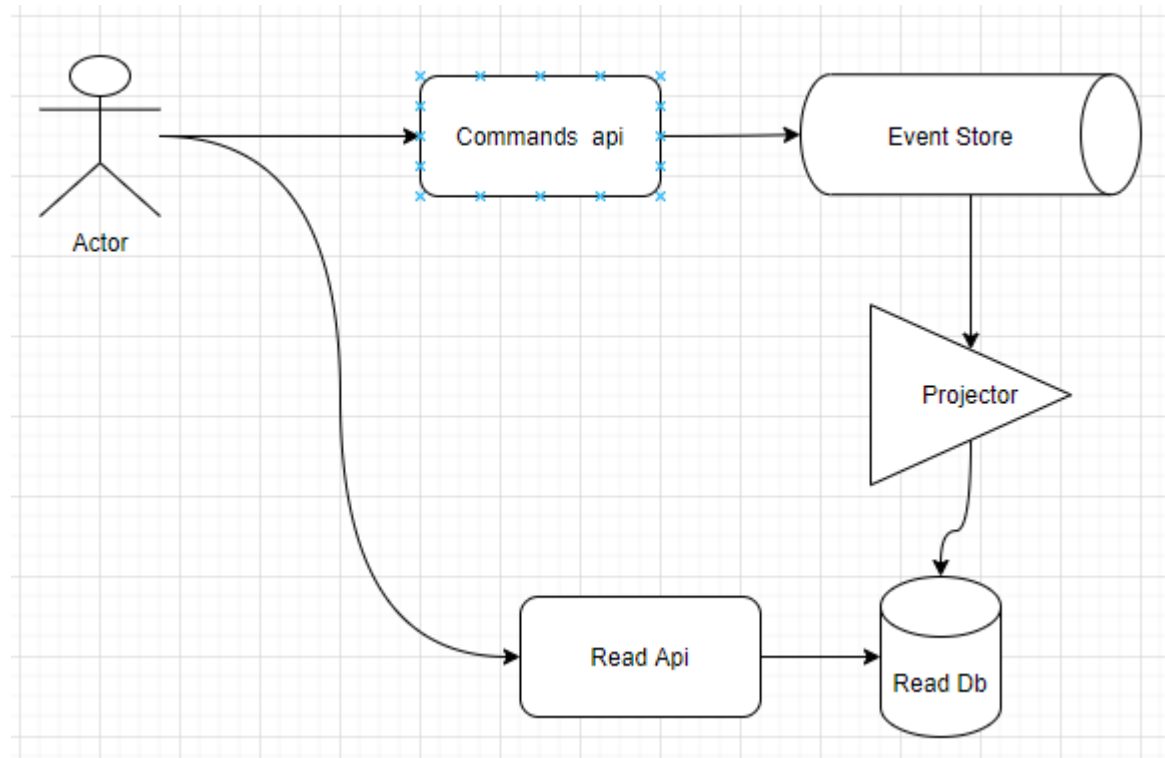 Commands api
Event Store
Actor
Projector
Read Api
Read Db